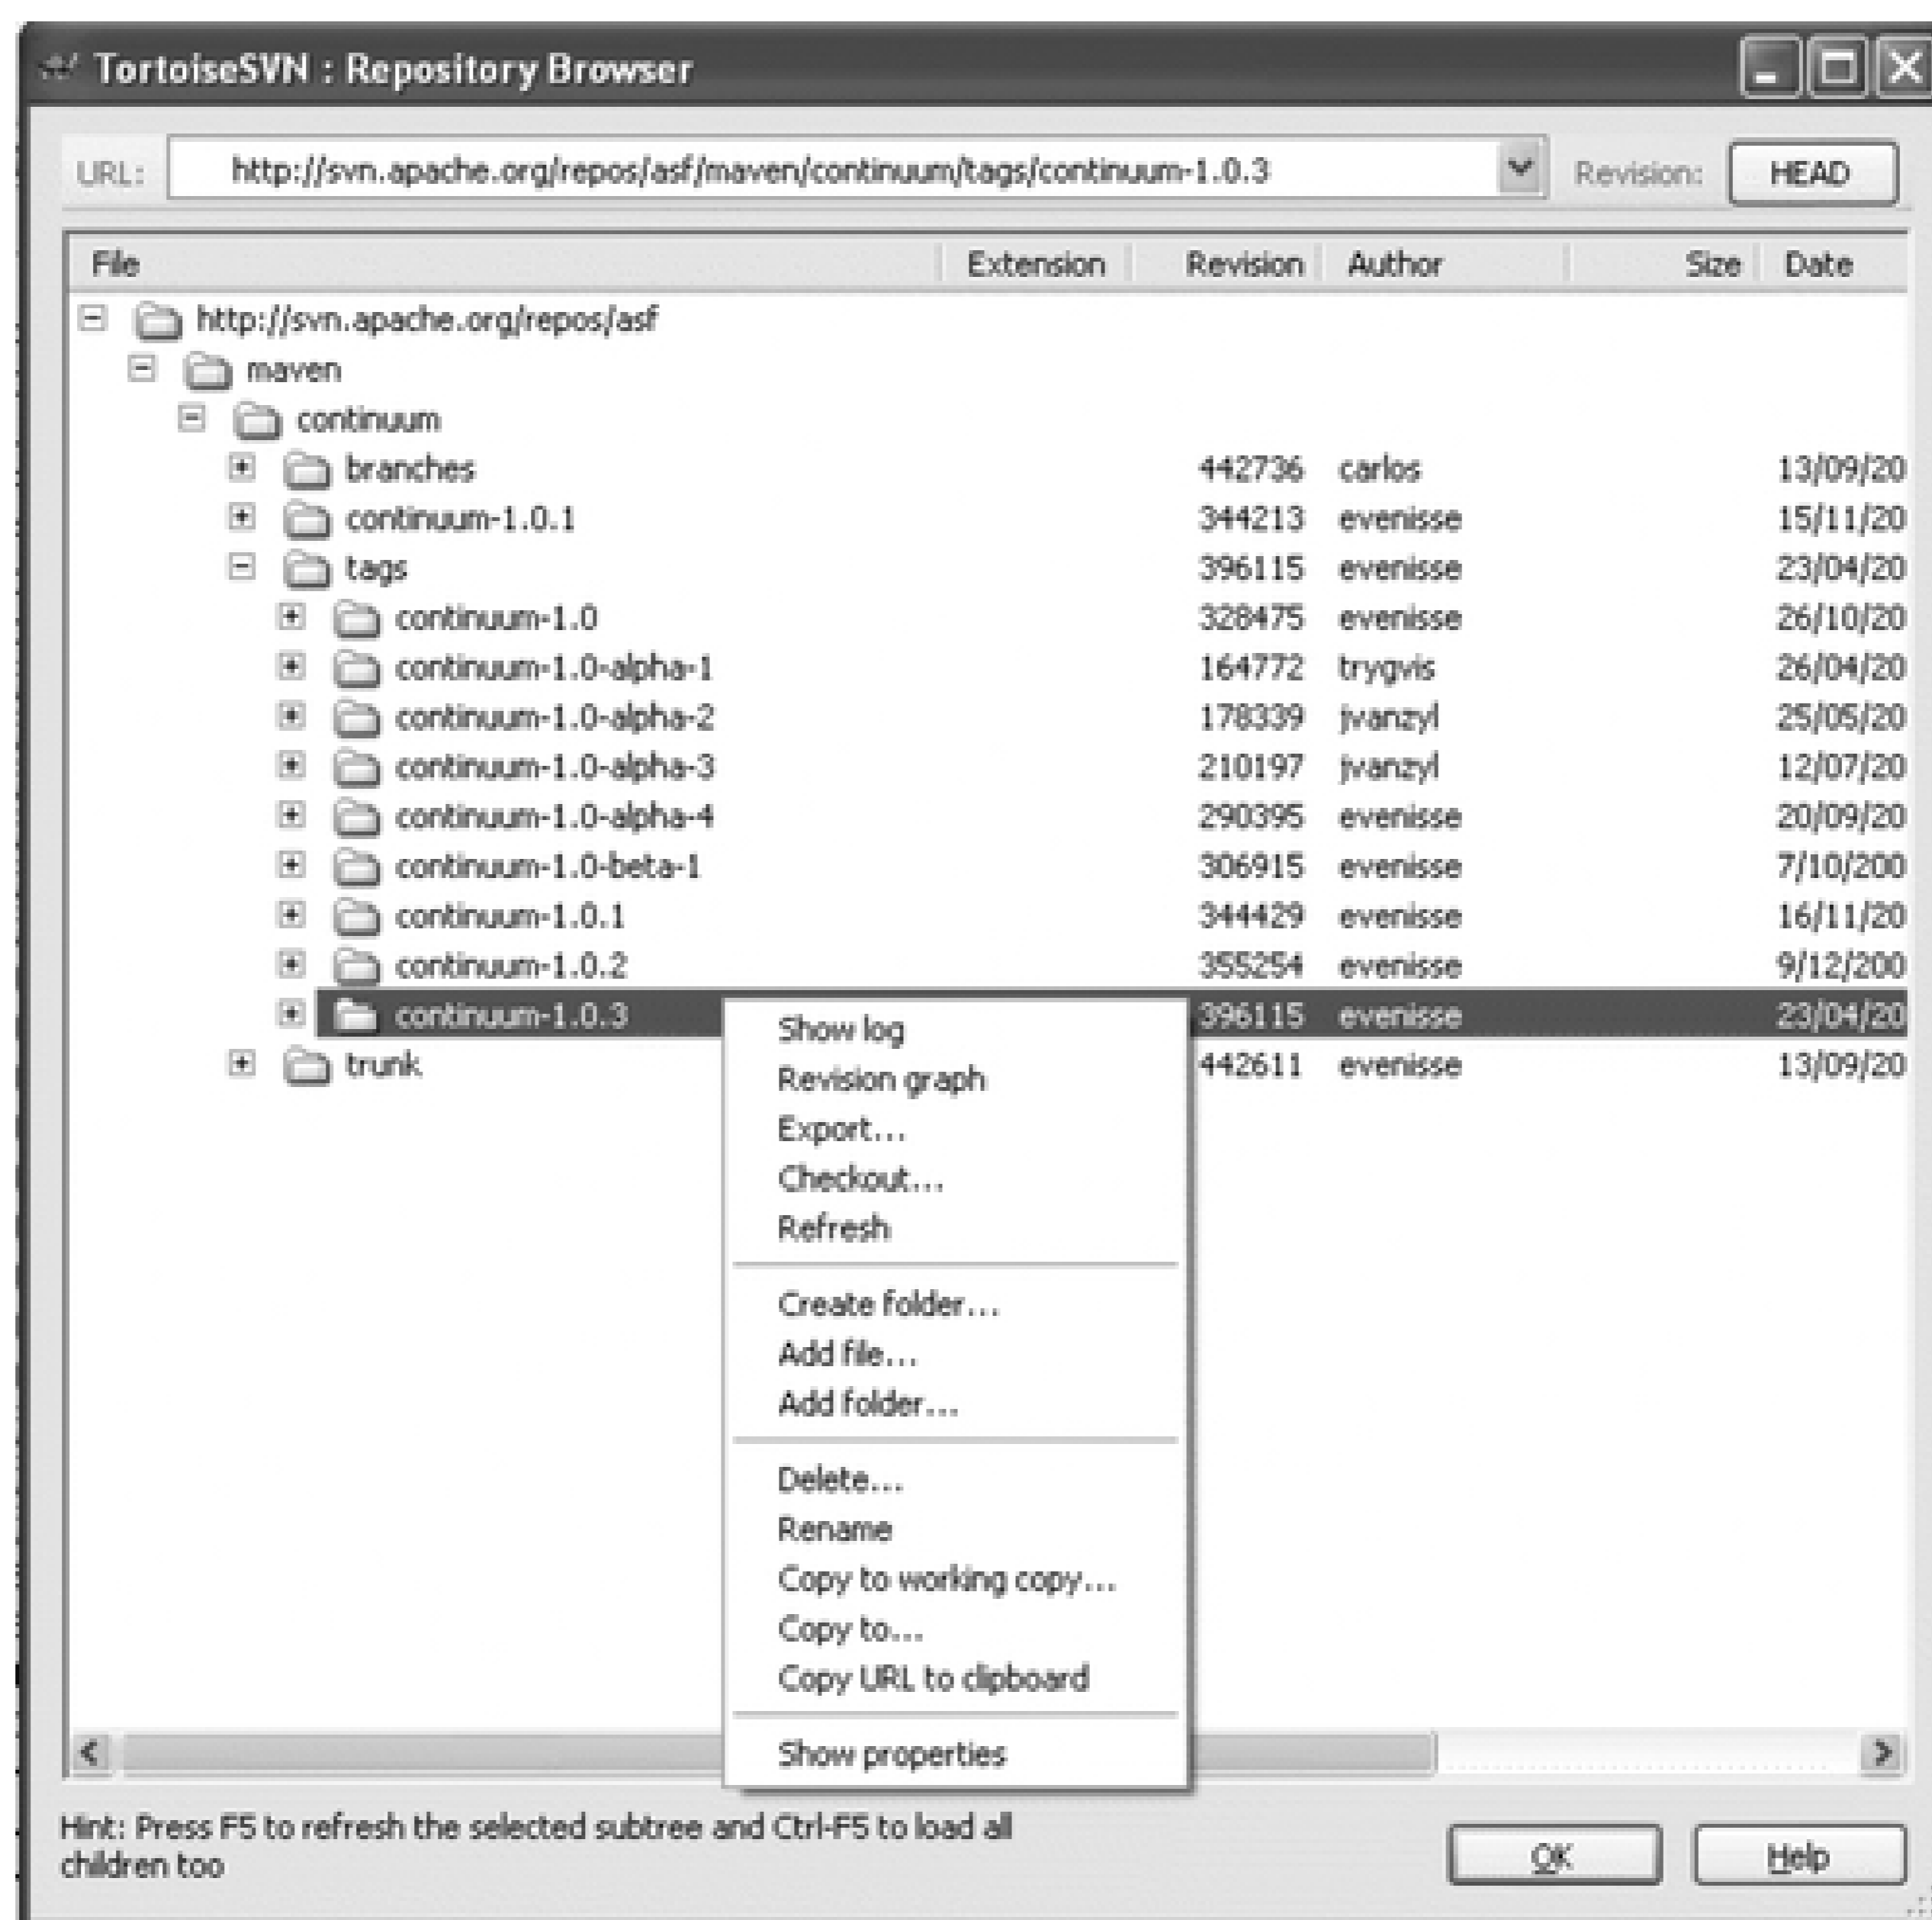 TortoiseSVN : Repository Browser
URL: http://svn.apache.org/repos/asf/maven/continuum/tags/continuum-1.0.3 Revision: HEAD
File Extension Revision Author Size Date
http://svn.apache.org/repos/asf
maven
continuum
branches 442736 carlos 13/09/20
continuum-1.0.1 344213 evenisse 15/11/20
tags 396115 evenisse 23/04/20
continuum-1.0 328475 evenisse 26/10/20
continuum-1.0-alpha-1 164772 trygvis 26/04/20
continuum-1.0-alpha-2 178339 jvanzyl 25/05/20
continuum-1.0-alpha-3 210197 jvanzyl 12/07/20
continuum-1.0-alpha-4 290395 evenisse 20/09/20
continuum-1.0-beta-1 306915 evenisse 7/10/200
continuum-1.0.1 344429 evenisse 16/11/20
continuum-1.0.2 355254 evenisse 9/12/200
continuum-1.0.3 396115 evenisse 23/04/20
trunk 442611 evenisse 13/09/20
Show log
Revision graph
Export...
Checkout...
Refresh
Create folder...
Add file...
Add folder...
Delete...
Rename
Copy to working copy...
Copy to...
Copy URL to clipboard
Show properties
Hint: Press F5 to refresh the selected subtree and Ctrl-F5 to load all
children too
OK Help